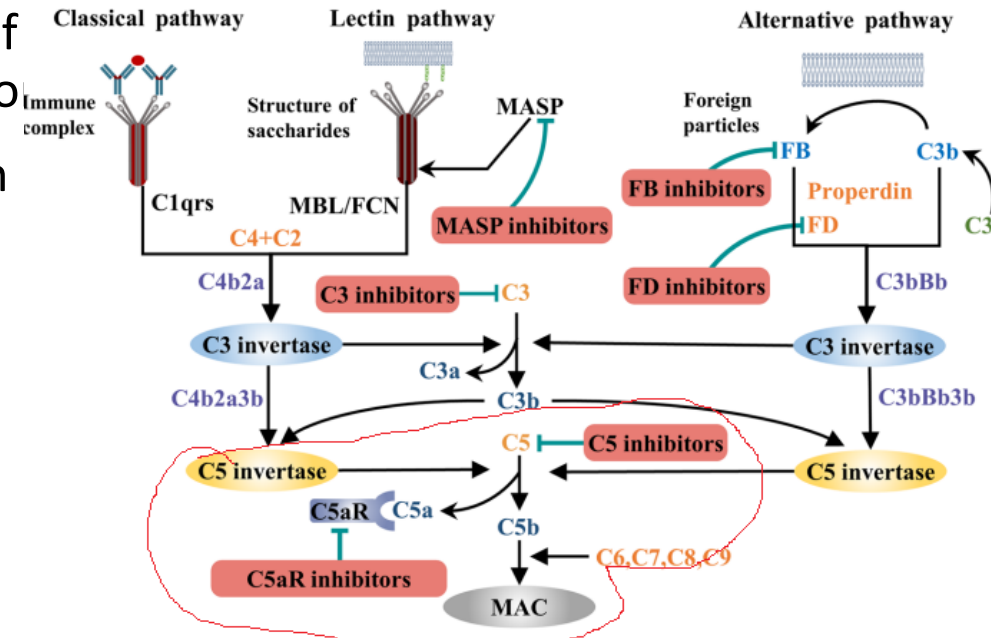 f
o
n
Classical pathway
Lectin pathway
Alternative pathway
Immune
complex
Structure of
saccharides
MASP
Foreign
particles
FB
C3b
FB inhibitors
Properdin
C1qrs
MBL/FCN
MASP inhibitors
FD
C3
C4+C2
C4b2a
C3 inhibitors
C3
FD inhibitors
C3bBb
C3 invertase
C3 invertase
C3a
C4b2a3b
C3b
C3bBb3b
C5
C5 inhibitors
C5 invertase
C5 invertase
C5aR
C5a
C5b
C6,C7,C8,C9
C5aR inhibitors
MAC